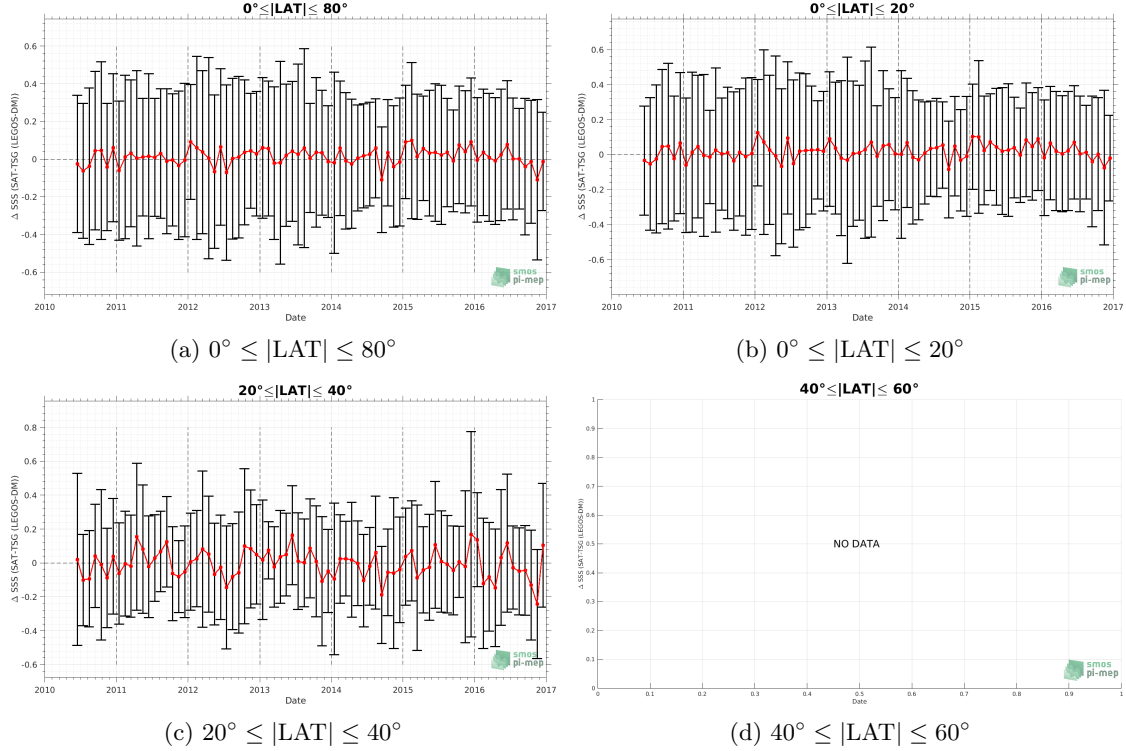 0°≤|LAT|≤ 80°
Δ SSS (SAT-TSG (LEGOS-DM))
0.6
0.4
0.2
0
-0.2
-0.4
-0.6
2010 2011 2012 2013 2014 2015 2016 2017
Date
smos
pi-mep
(a) 0° ≤ |LAT| ≤ 80°
0°≤|LAT|≤ 20°
Δ SSS (SAT-TSG (LEGOS-DM))
0.6
0.4
0.2
0
-0.2
-0.4
-0.6
2010 2011 2012 2013 2014 2015 2016 2017
Date
smos
pi-mep
(b) 0° ≤ |LAT| ≤ 20°
20°≤|LAT|≤ 40°
Δ SSS (SAT-TSG (LEGOS-DM))
0.8
0.6
0.4
0.2
0
-0.2
-0.4
-0.6
2010 2011 2012 2013 2014 2015 2016 2017
Date
smos
pi-mep
(c) 20° ≤ |LAT| ≤ 40°
40°≤|LAT|≤ 60°
Δ SSS (SAT-TSG (LEGOS-DM))
1
0.9
0.8
0.7
0.6
0.5
0.4
0.3
0.2
0.1
0
NO DATA
0 0.1 0.2 0.3 0.4 0.5 0.6 0.7 0.8 0.9 1
Date
smos
pi-mep
(d) 40° ≤ |LAT| ≤ 60°